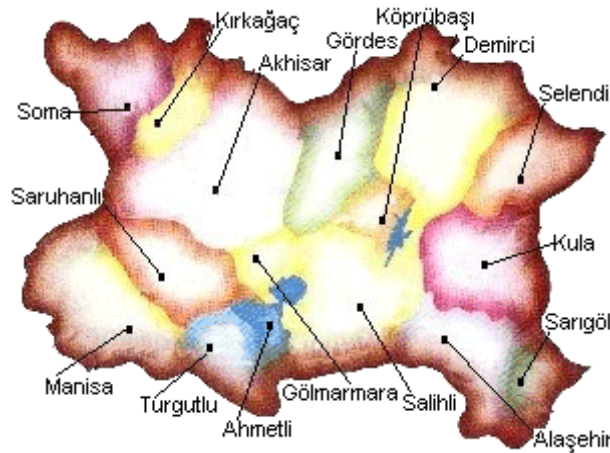 Kırkağaç
Köprübaşı
Gördes
Demirci
Akhisar
Selendi
Soma
Saruhanlı
Kula
Sarıgöl
Manisa
Turgutlu
Gölmarmara
Salihli
Ahmetli
Alaşehir